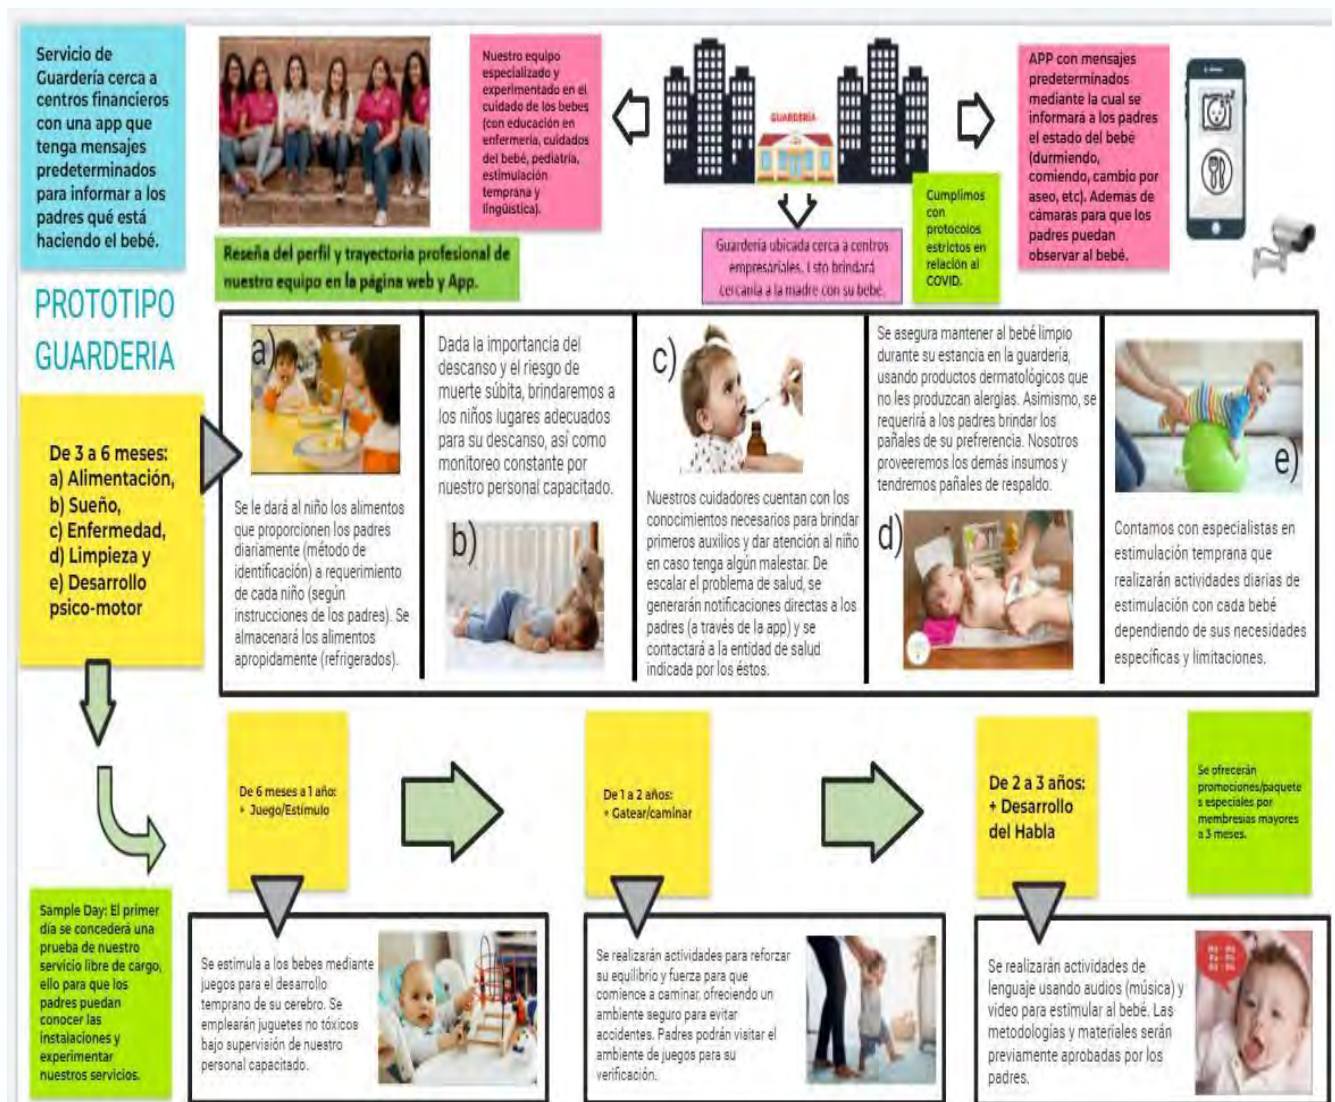 Servicio de
Guardería cerca a
centros financieros
con una app que
tenga mensajes
predeterminados
para informar a los
padres qué está
haciendo el bebé.
Nuestro equipo
especializado y
experimentado en el
cuidado de los bebes
(con educación en
enfermería, cuidados
del bebé, pediatría,
estimulación
temprana y
lingüística).
GUARDERÍA
APP con mensajes
predeterminados
mediante la cual se
informará a los padres
el estado del bebé
(durmiendo,
comiendo, cambio por
aseo, etc). Ademas de
cámaras para que los
padres puedan
observar al bebé.
Cumplimos
con
protocolos
estrictos en
relación al
COVID.
Reseña del perfil y trayectoria profesional de
nuestro equipo en la página web y App.
Guardería ubicada cerca a centros
empresariales. Esto brindará
cercanía a la madre con su bebé.
PROTOTIPO
GUARDERIA
De 3 a 6 meses:
a) Alimentación,
b) Sueño,
c) Enfermedad,
d) Limpieza y
e) Desarrollo
psico-motor
a)
Se le dará al niño los alimentos
que proporcionen los padres
diariamente (método de
identificación) a requerimiento
de cada niño (según
instrucciones de los padres). Se
almacenará los alimentos
apropidamente (refrigerados).
Dada la importancia del
descanso y el riesgo de
muerte súbita, brindaremos a
los niños lugares adecuados
para su descanso, así como
monitoreo constante por
nuestro personal capacitado.
b)
c)
Nuestros cuidadores cuentan con los
conocimientos necesarios para brindar
primeros auxilios y dar atención al niño
en caso tenga algún malestar. De
escalar el problema de salud, se
generarán notificaciones directas a los
padres (a través de la app) y se
contactará a la entidad de salud
indicada por los éstos.
Se asegura mantener al bebé limpio
durante su estancia en la guardería,
usando productos dermatológicos que
no les produzcan alergias. Asimismo, se
requerirá a los padres brindar los
pañales de su prefrerencia. Nosotros
proveeremos los demás insumos y
tendremos pañales de respaldo.
d)
e)
Contamos con especialistas en
estimulación temprana que
realizarán actividades diarias de
estimulación con cada bebé
dependiendo de sus necesidades
específicas y limitaciones.
De 6 meses a 1 año:
+ Juego/Estímulo
De 1 a 2 años:
+ Gatear/caminar
De 2 a 3 años:
+ Desarrollo
del Habla
Se ofrecerán
promociones/paquete
s especiales por
membresias mayores
a 3 meses.
Sample Day: El primer
día se concederá una
prueba de nuestro
servicio libre de cargo,
ello para que los
padres puedan
conocer las
instalaciones y
experimentar
nuestros servicios.
Se estimula a los bebes mediante
juegos para el desarrollo
temprano de su cerebro. Se
emplearán juguetes no tóxicos
bajo supervisión de nuestro
personal capacitado.
Se realizarán actividades para reforzar
su equilibrio y fuerza para que
comience a caminar, ofreciendo un
ambiente seguro para evitar
accidentes. Padres podrán visitar el
ambiente de juegos para su
verificación.
Se realizarán actividades de
lenguaje usando audios (música) y
video para estimular al bebé. Las
metodologías y materiales serán
previamente aprobadas por los
padres.